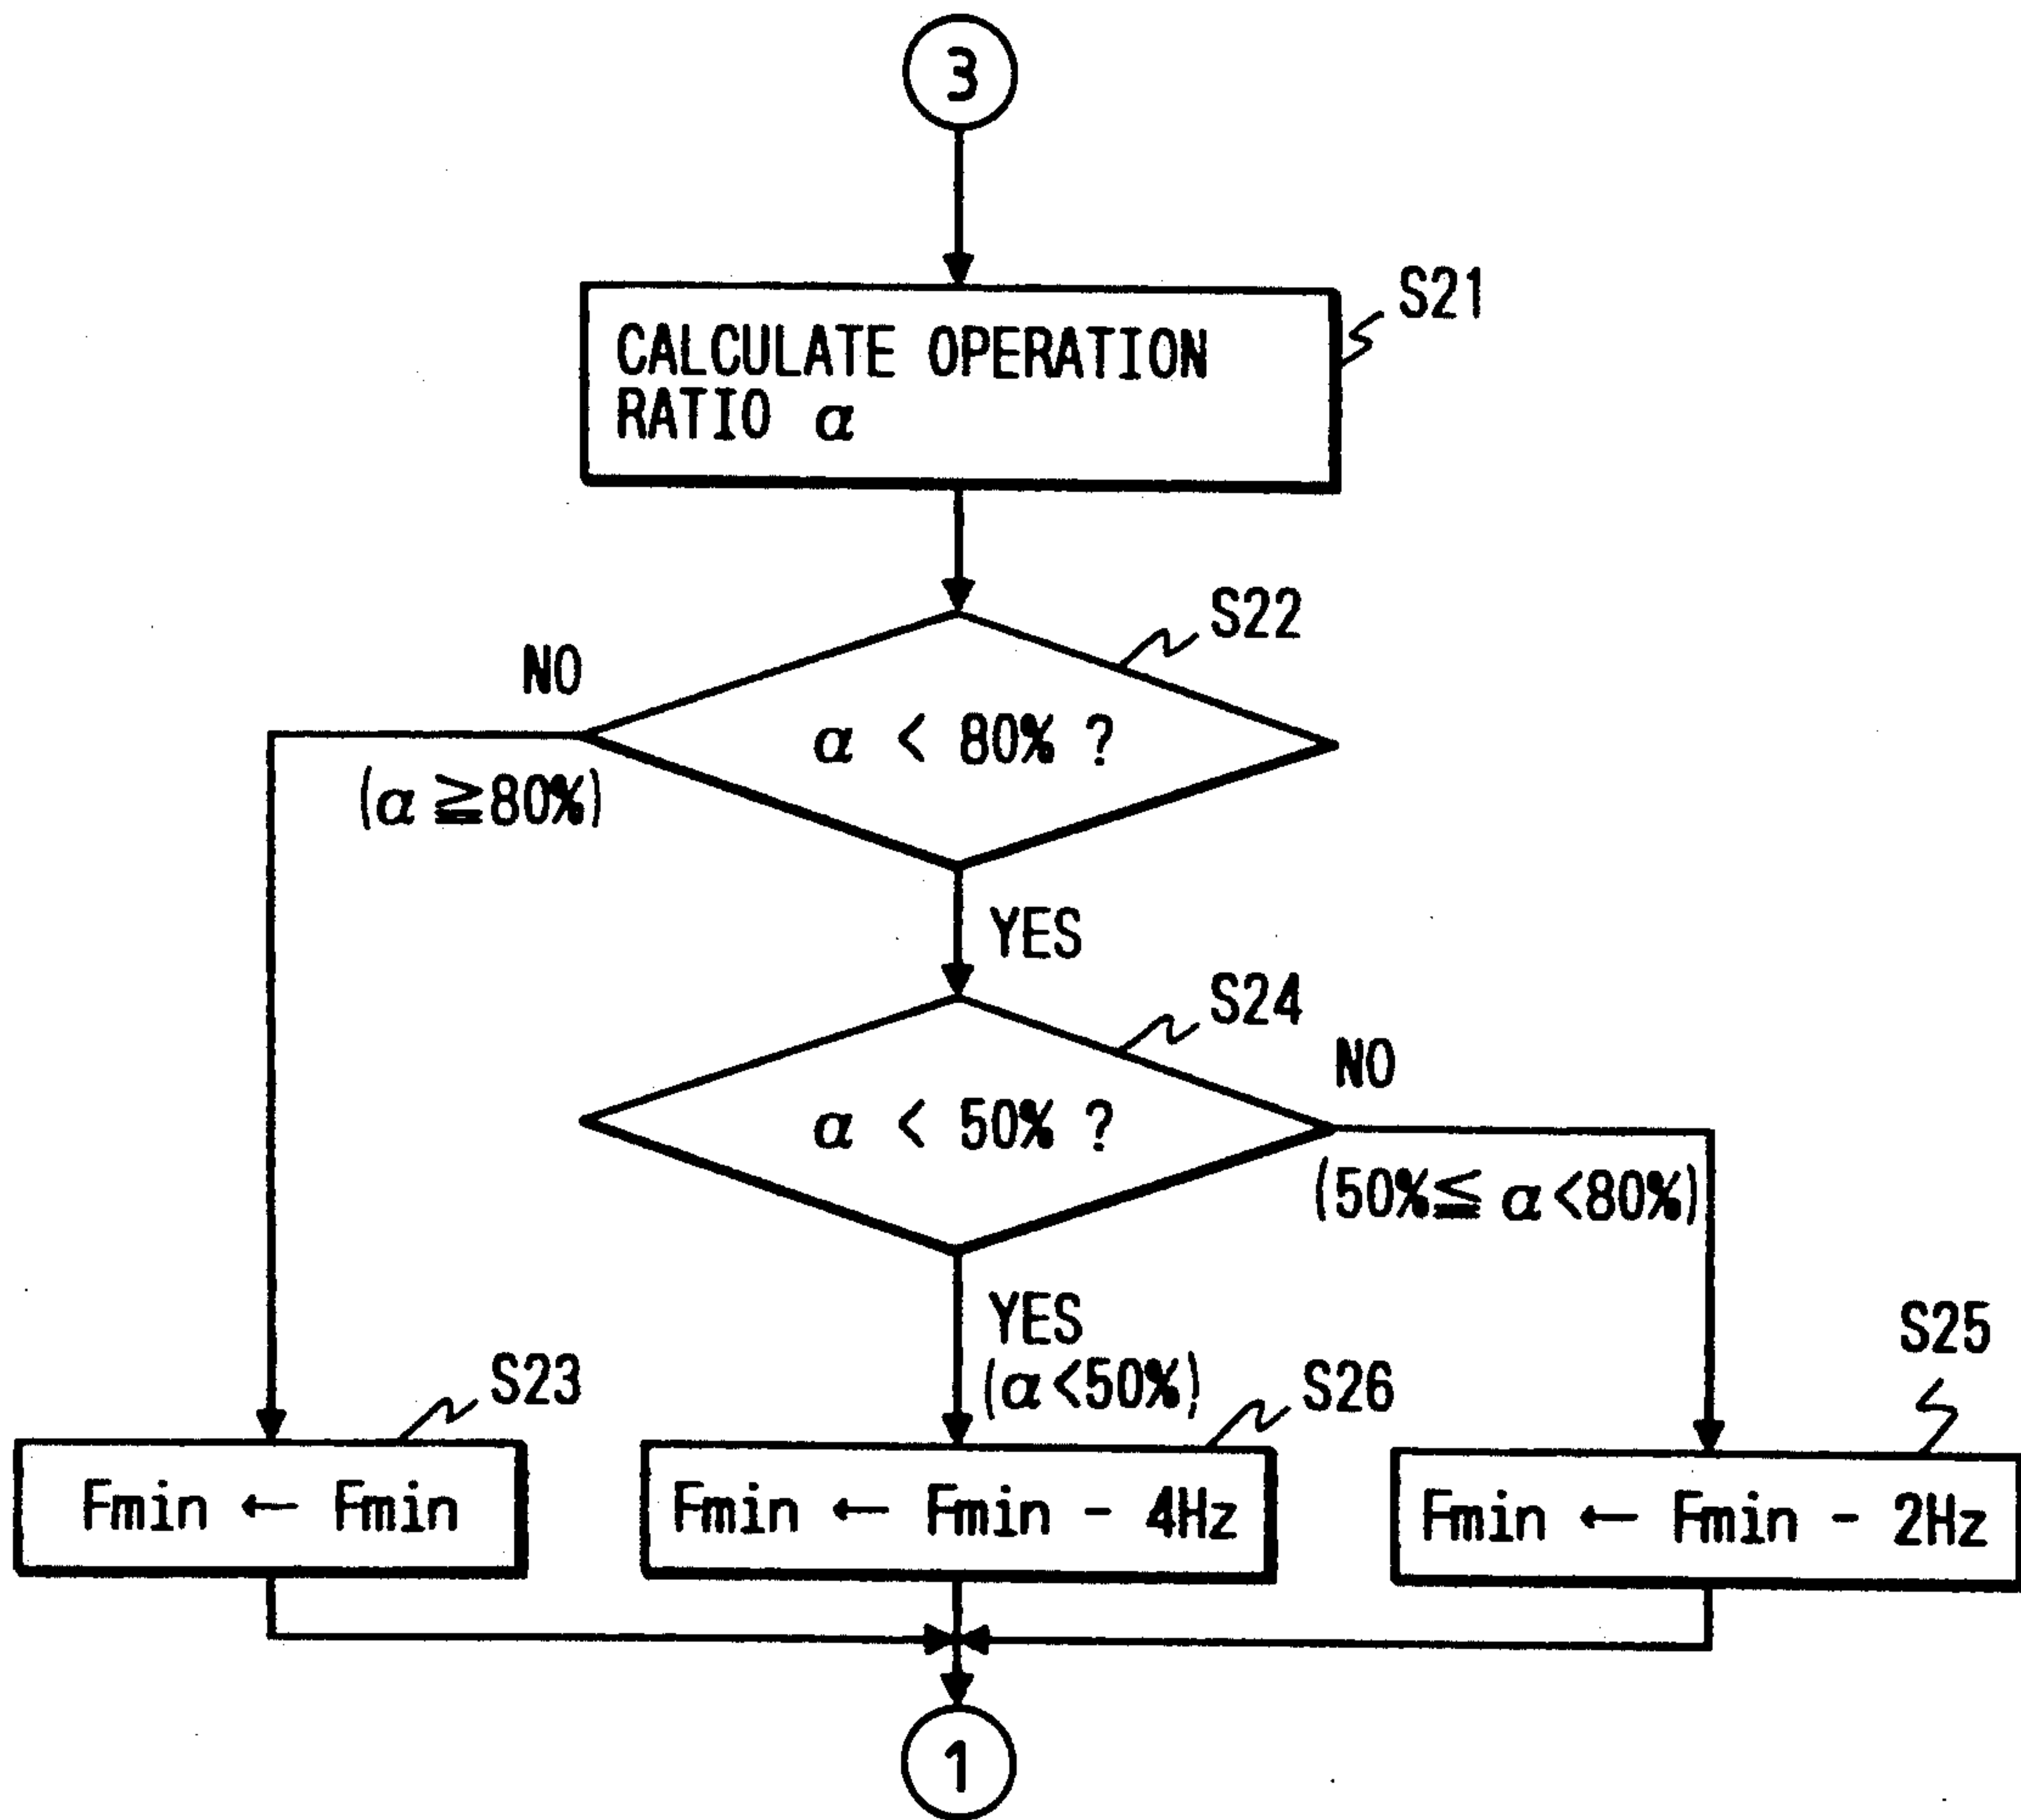 3
S21
CALCULATE OPERATION
RATIO α
S22
NO
α < 80% ?
(α ≧80%)
YES
S24
NO
α < 50% ?
(50%≦ α <80%)
YES
(α <50%)
S23
S26
S25
Fmin ← Fmin
Fmin ← Fmin - 4Hz
Fmin ← Fmin - 2Hz
1